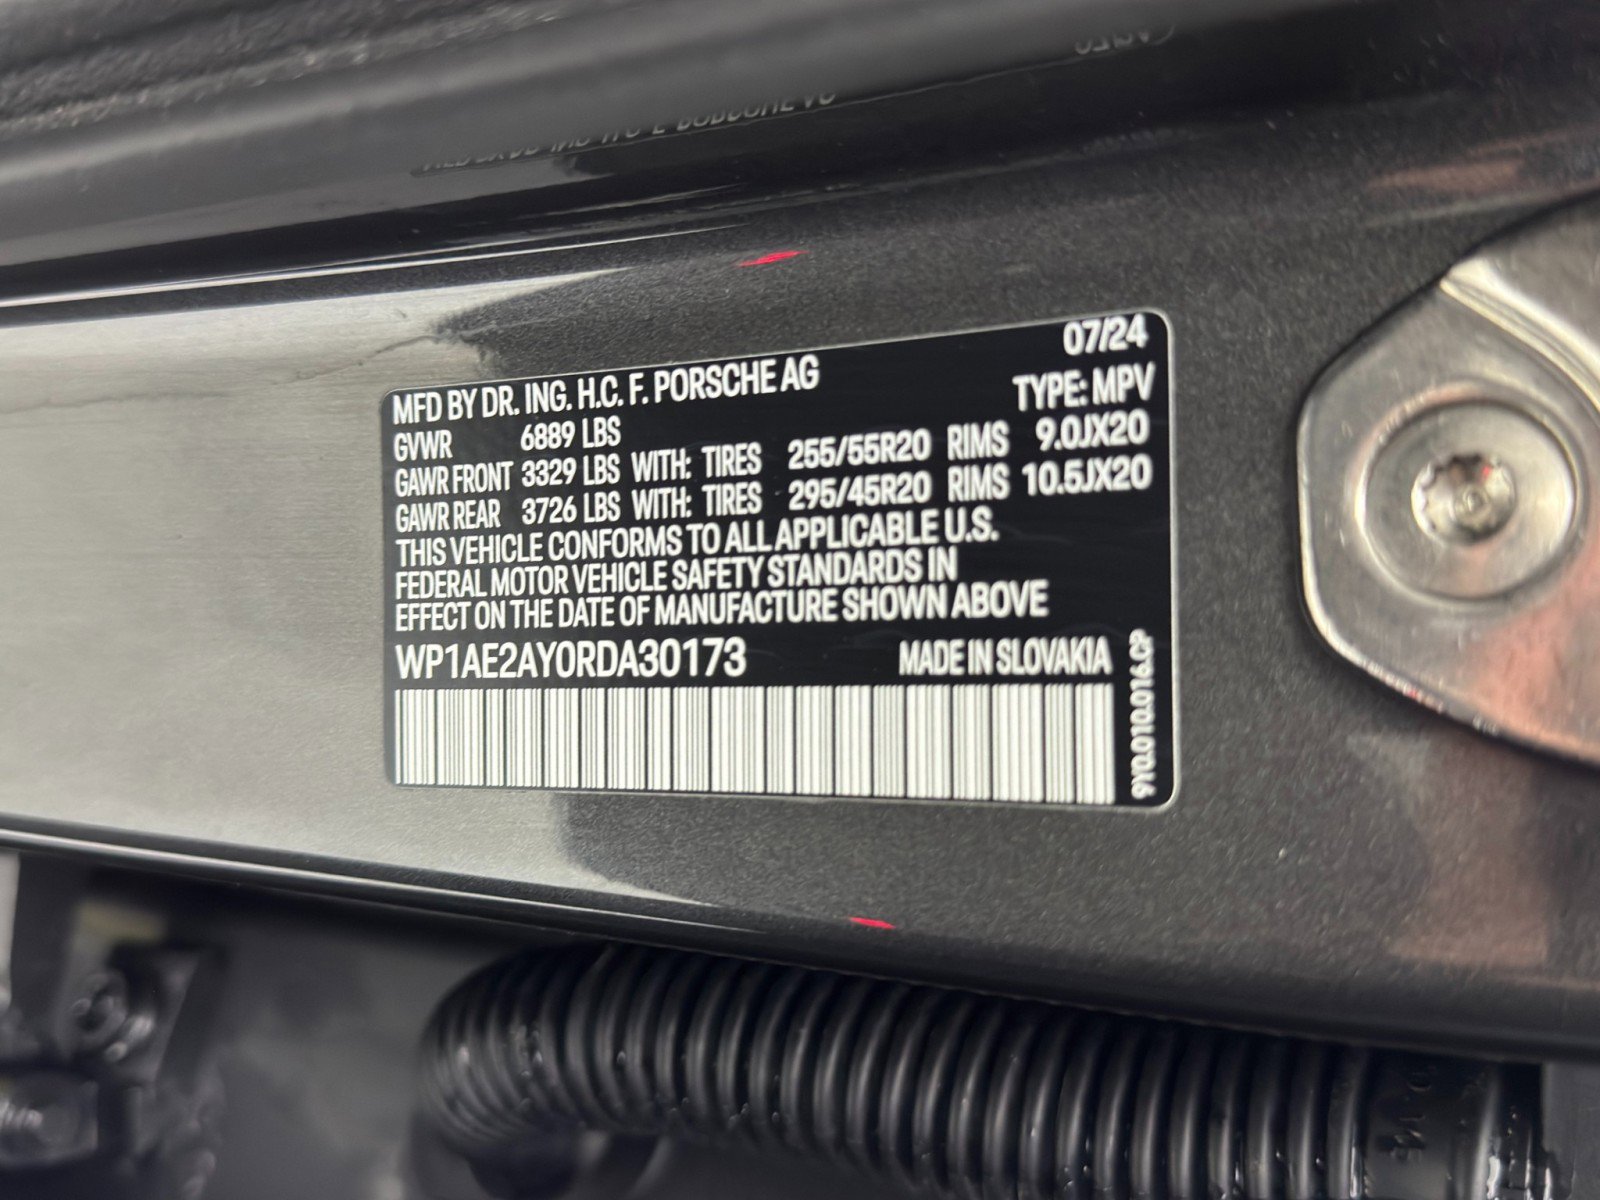 07/24
MFD BY DR. ING. H.C. F. PORSCHE AG
TYPE: MPV
GVWR 6889 LBS
GAWR FRONT 3329 LBS WITH: TIRES 255/55R20 RIMS 9.0JX20
GAWR REAR 3726 LBS WITH: TIRES 295/45R20 RIMS 10.5JX20
THIS VEHICLE CONFORMS TO ALL APPLICABLE U.S.
FEDERAL MOTOR VEHICLE SAFETY STANDARDS IN
EFFECT ON THE DATE OF MANUFACTURE SHOWN ABOVE
WP1AE2AY0RDA30173 MADE IN SLOVAKIA
9Y0.010.016.CP